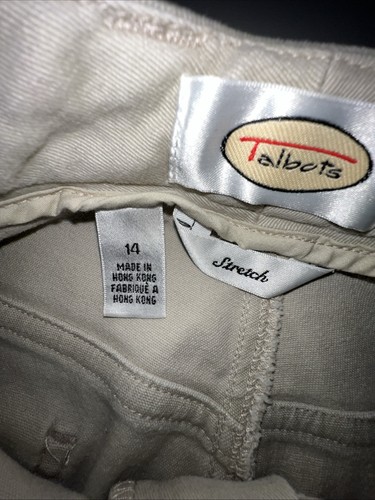 Talbots
14
MADE IN
HONG KONG
FABRIQUÉ À
HONG KONG
Stretch